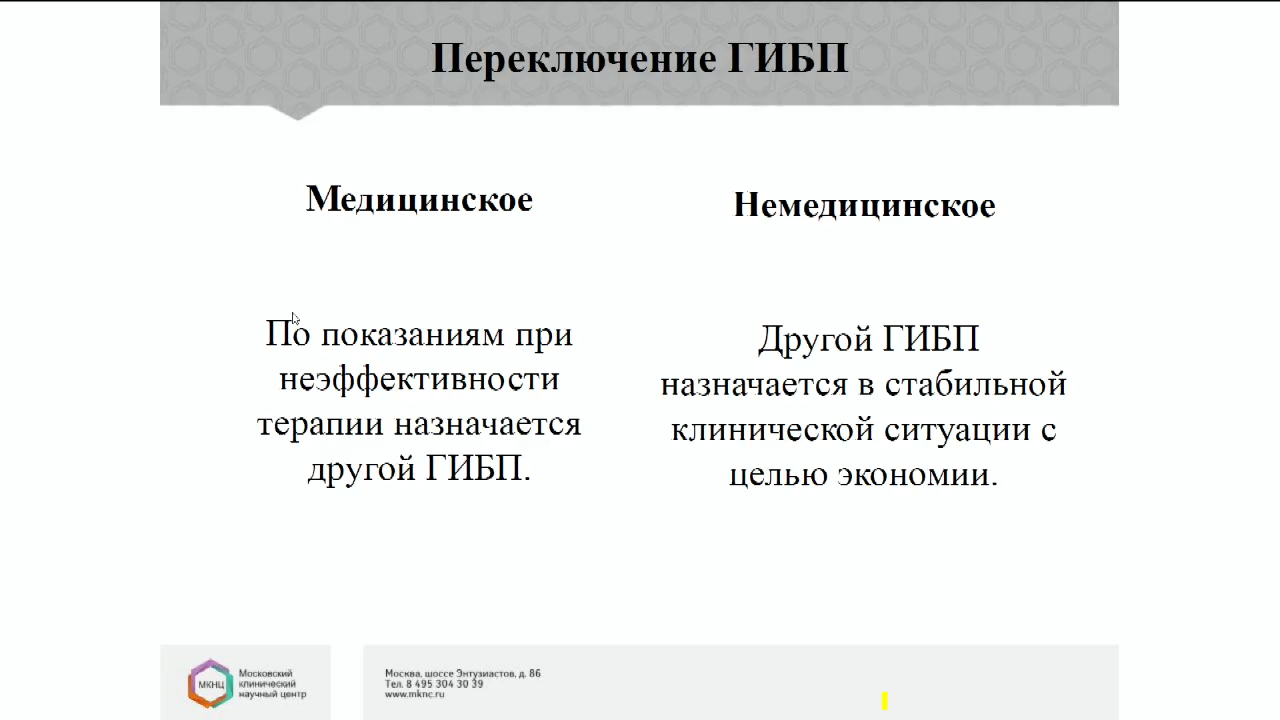 Переключение ГИБП
Медицинское
По показаниям при
неэффективности
терапии назначается
другой ГИБП.
Немедицинское
Другой ГИБП
назначается в стабильной
клинической ситуации с
целью экономии.
МКНЦ
Московский
клинический
научный центр
Москва, шоссе Энтузиастов, д. 86
Тел. 8 495 304 30 39
www.mknc.ru